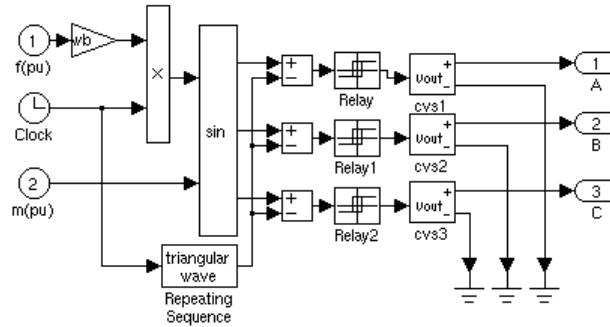 1
wb
f(pu)
×
Clock
2
m(pu)
sin
triangular
wave
Repeating
Sequence
+
−
Relay
vout
+
-
cvs1
1
A
+
−
Relay1
vout
+
-
cvs2
2
B
+
−
Relay2
vout
+
-
cvs3
3
C